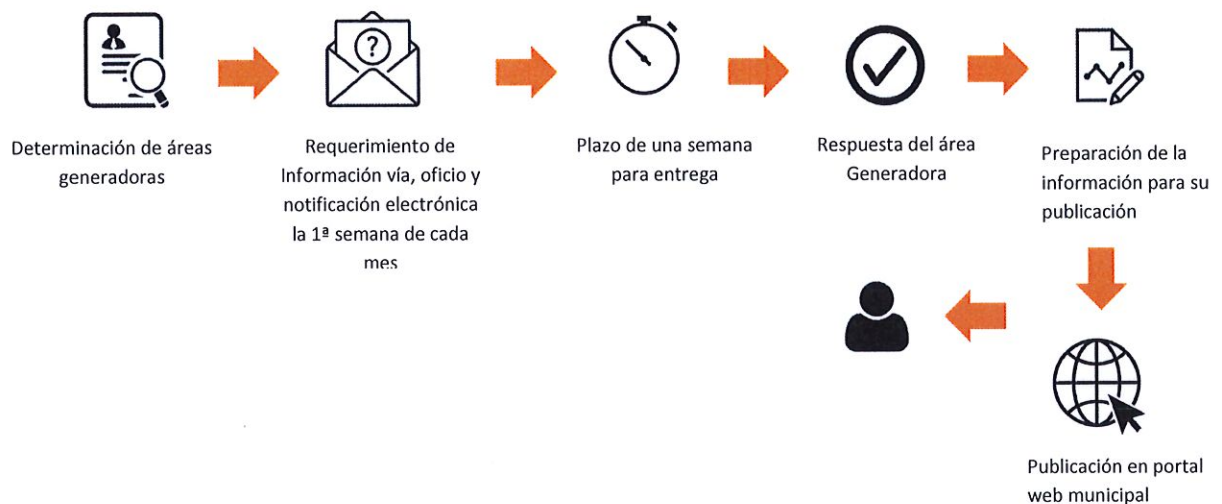 ?
Determinación de áreas
generadoras
Requerimiento de
Información vía, oficio y
notificación electrónica
la 1ª semana de cada
mes
Plazo de una semana
para entrega
Respuesta del área
Generadora
Preparación de la
información para su
publicación
Publicación en portal
web municipal